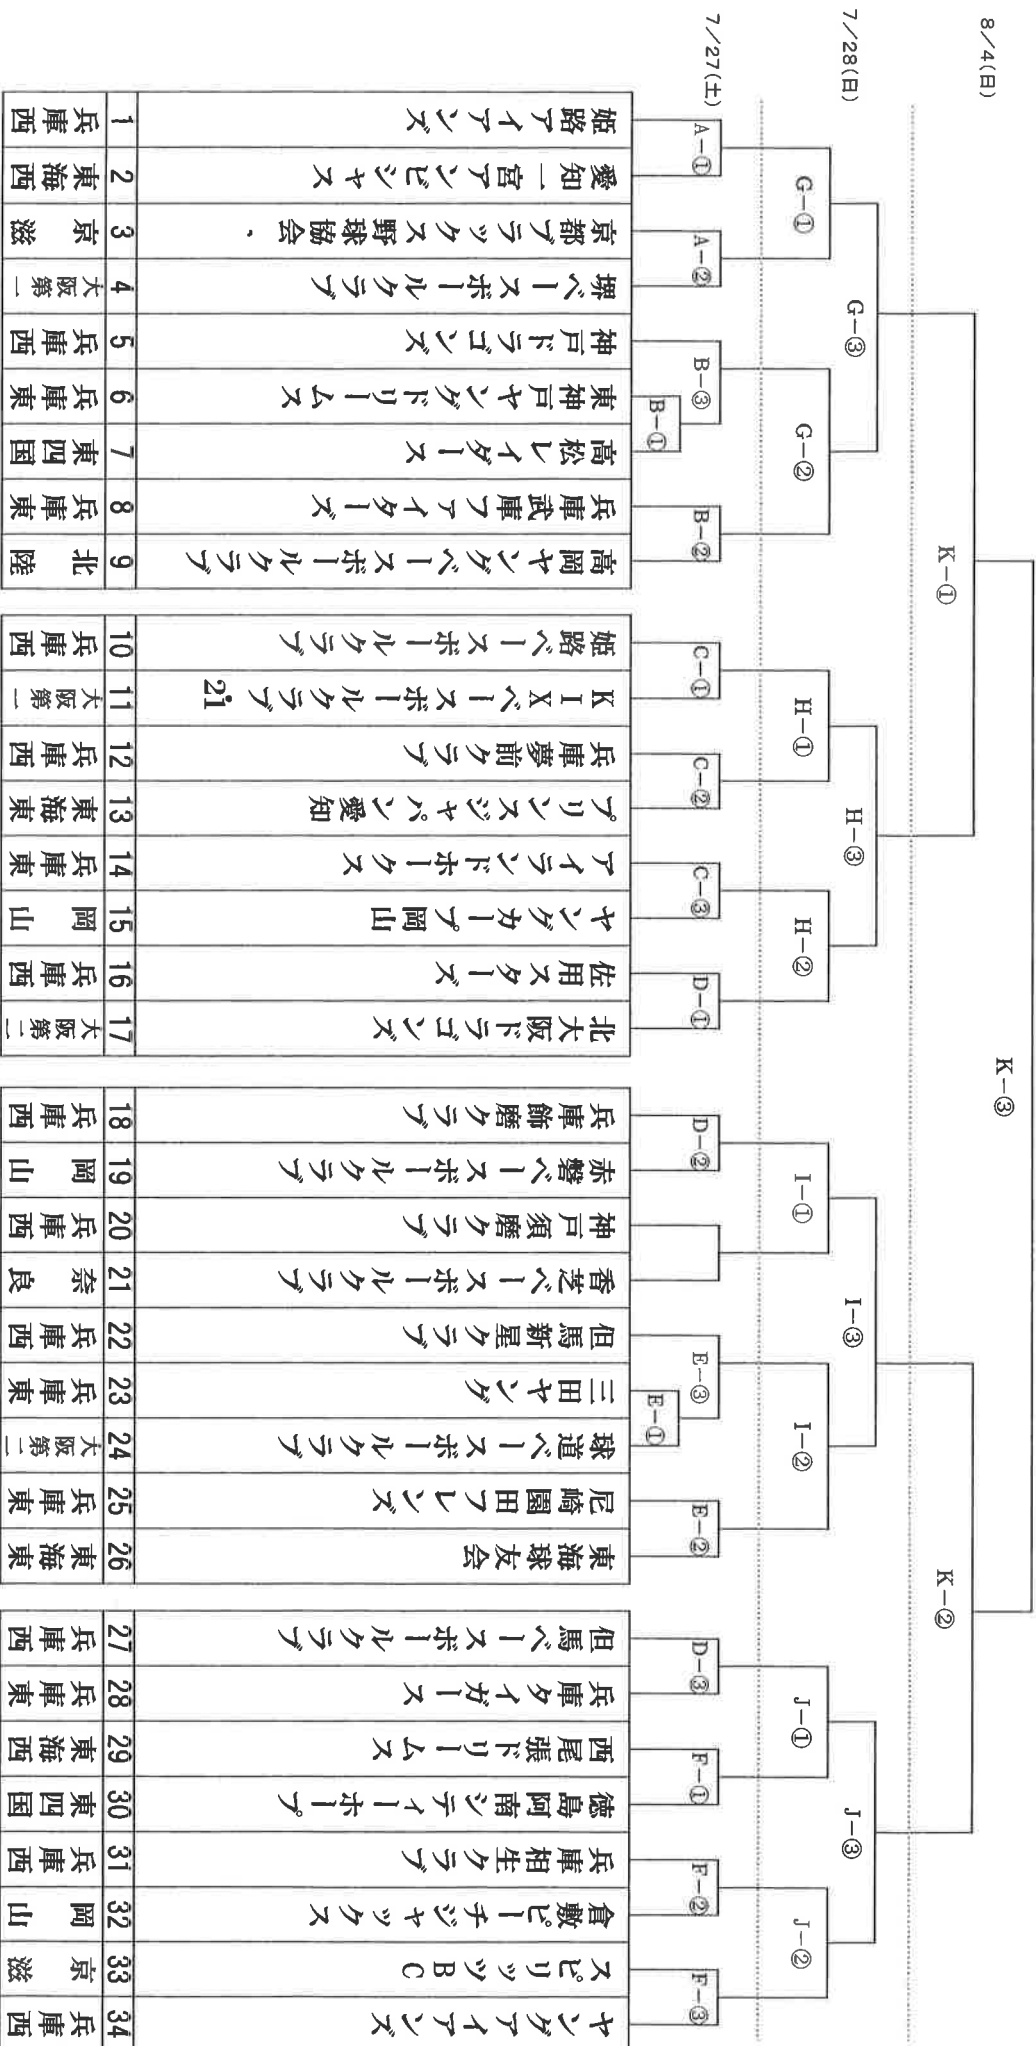 8/4(日)
7/28(日)
7/27(土)
K-③
K-①
K-②
G-③
H-③
I-③
J-③
G-①
G-②
H-①
H-②
I-①
I-②
J-①
J-②
A-①
A-②
B-③
B-①
B-②
C-①
C-②
C-③
D-①
D-②
E-③
E-①
E-②
D-③
F-①
F-②
F-③
姫路アイアンズ 1 兵庫西
愛知一宮アンビシャス 2 東海西
京都ブラックス野球協会 3 京滋
堺ベースボールクラブ 4 大阪第一
神戸ドラゴンズ 5 兵庫西
東神戸ヤングドリームス 6 兵庫東
高松レイダース 7 東四国
兵庫武庫ファイターズ 8 兵庫東
高岡ヤングベースボールクラブ 9 北陸
姫路ベースボールクラブ 10 兵庫西
KIXベースボールクラブ 21 11 大阪第一
兵庫夢前クラブ 12 兵庫西
プリンスジャパン愛知 13 東海東
アイランドホークス 14 兵庫東
ヤングカープ岡山 15 岡山
佐用スターズ 16 兵庫西
北大阪ドラゴンズ 17 大阪第二
兵庫飾磨クラブ 18 兵庫西
赤磐ベースボールクラブ 19 岡山
神戸須磨クラブ 20 兵庫西
香芝ベースボールクラブ 21 奈良
但馬新星クラブ 22 兵庫西
三田ヤング 23 兵庫東
球道ベースボールクラブ 24 大阪第二
尼崎園田フレンズ 25 兵庫東
東海球友会 26 東海東
但馬ベースボールクラブ 27 兵庫西
兵庫タイガース 28 兵庫東
西尾張ドリームス 29 東海西
徳島阿南シティーホープ 30 東四国
兵庫相生クラブ 31 兵庫西
倉敷ピーチジャックス 32 岡山
スピリッツBC 33 京滋
ヤングアイアンズ 34 兵庫西